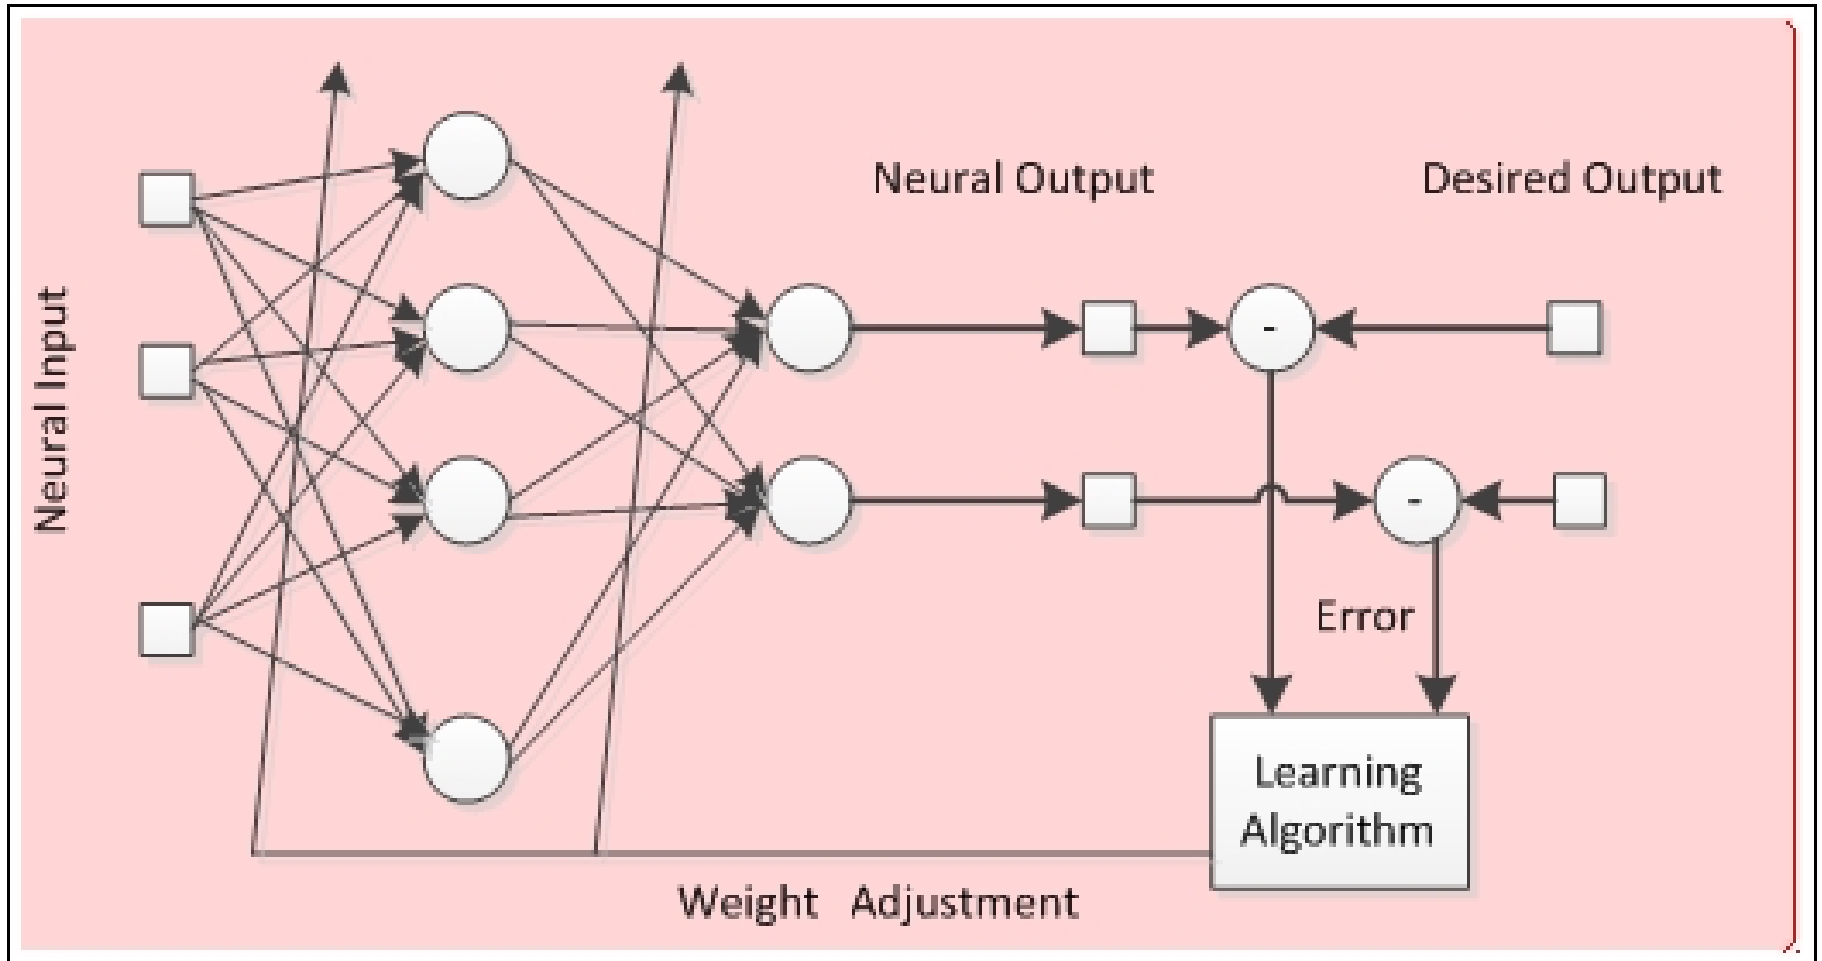 Neural Input
Neural Output
Desired Output
-
-
Error
Learning
Algorithm
Weight Adjustment